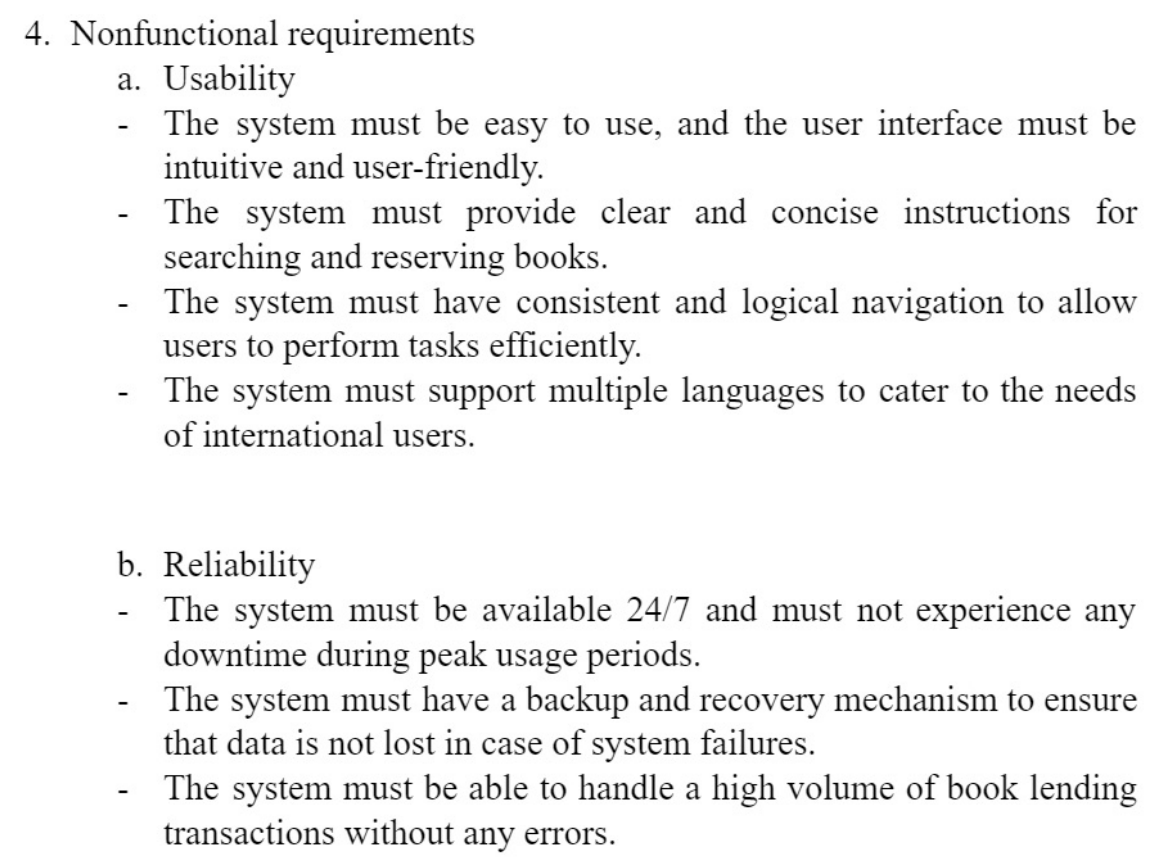 4. Nonfunctional requirements
a. Usability
- The system must be easy to use, and the user interface must be
intuitive and user-friendly.
- The system must provide clear and concise instructions for
searching and reserving books.
- The system must have consistent and logical navigation to allow
users to perform tasks efficiently.
- The system must support multiple languages to cater to the needs
of international users.
b. Reliability
- The system must be available 24/7 and must not experience any
downtime during peak usage periods.
- The system must have a backup and recovery mechanism to ensure
that data is not lost in case of system failures.
- The system must be able to handle a high volume of book lending
transactions without any errors.